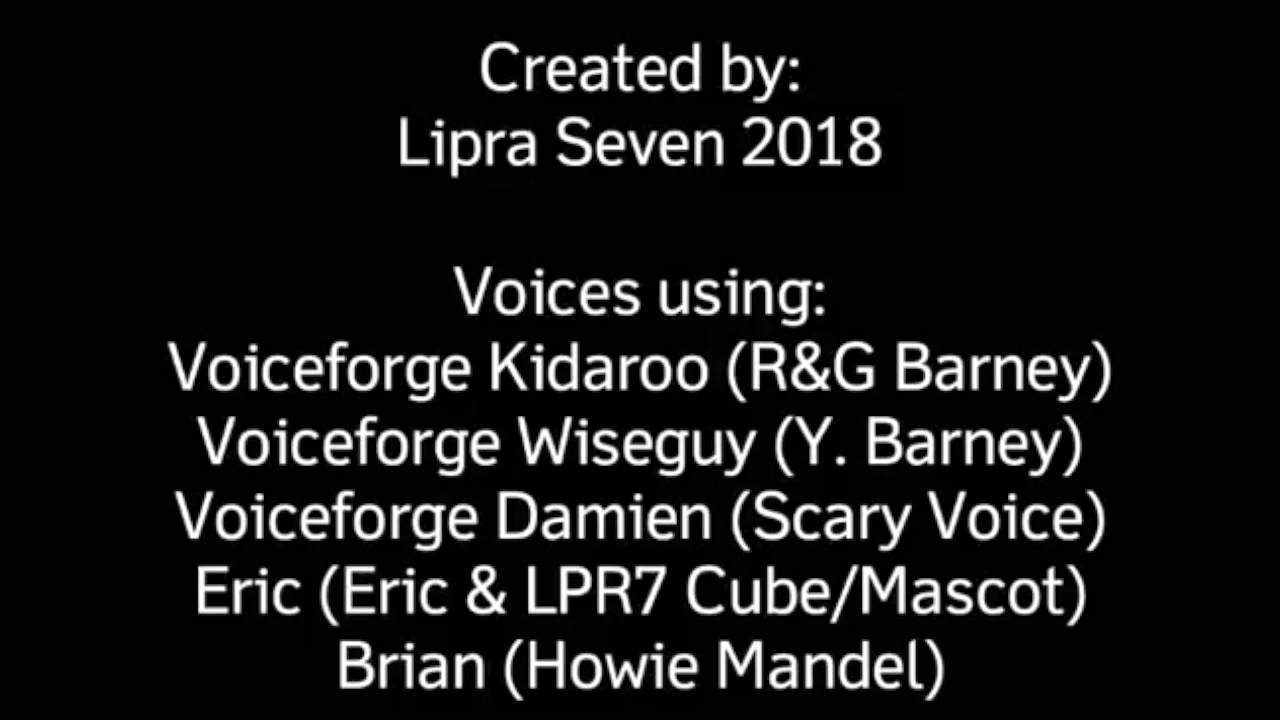 Created by:
Lipra Seven 2018
Voices using:
Voiceforge Kidaroo (R&G Barney)
Voiceforge Wiseguy (Y. Barney)
Voiceforge Damien (Scary Voice)
Eric (Eric & LPR7 Cube/Mascot)
Brian (Howie Mandel)